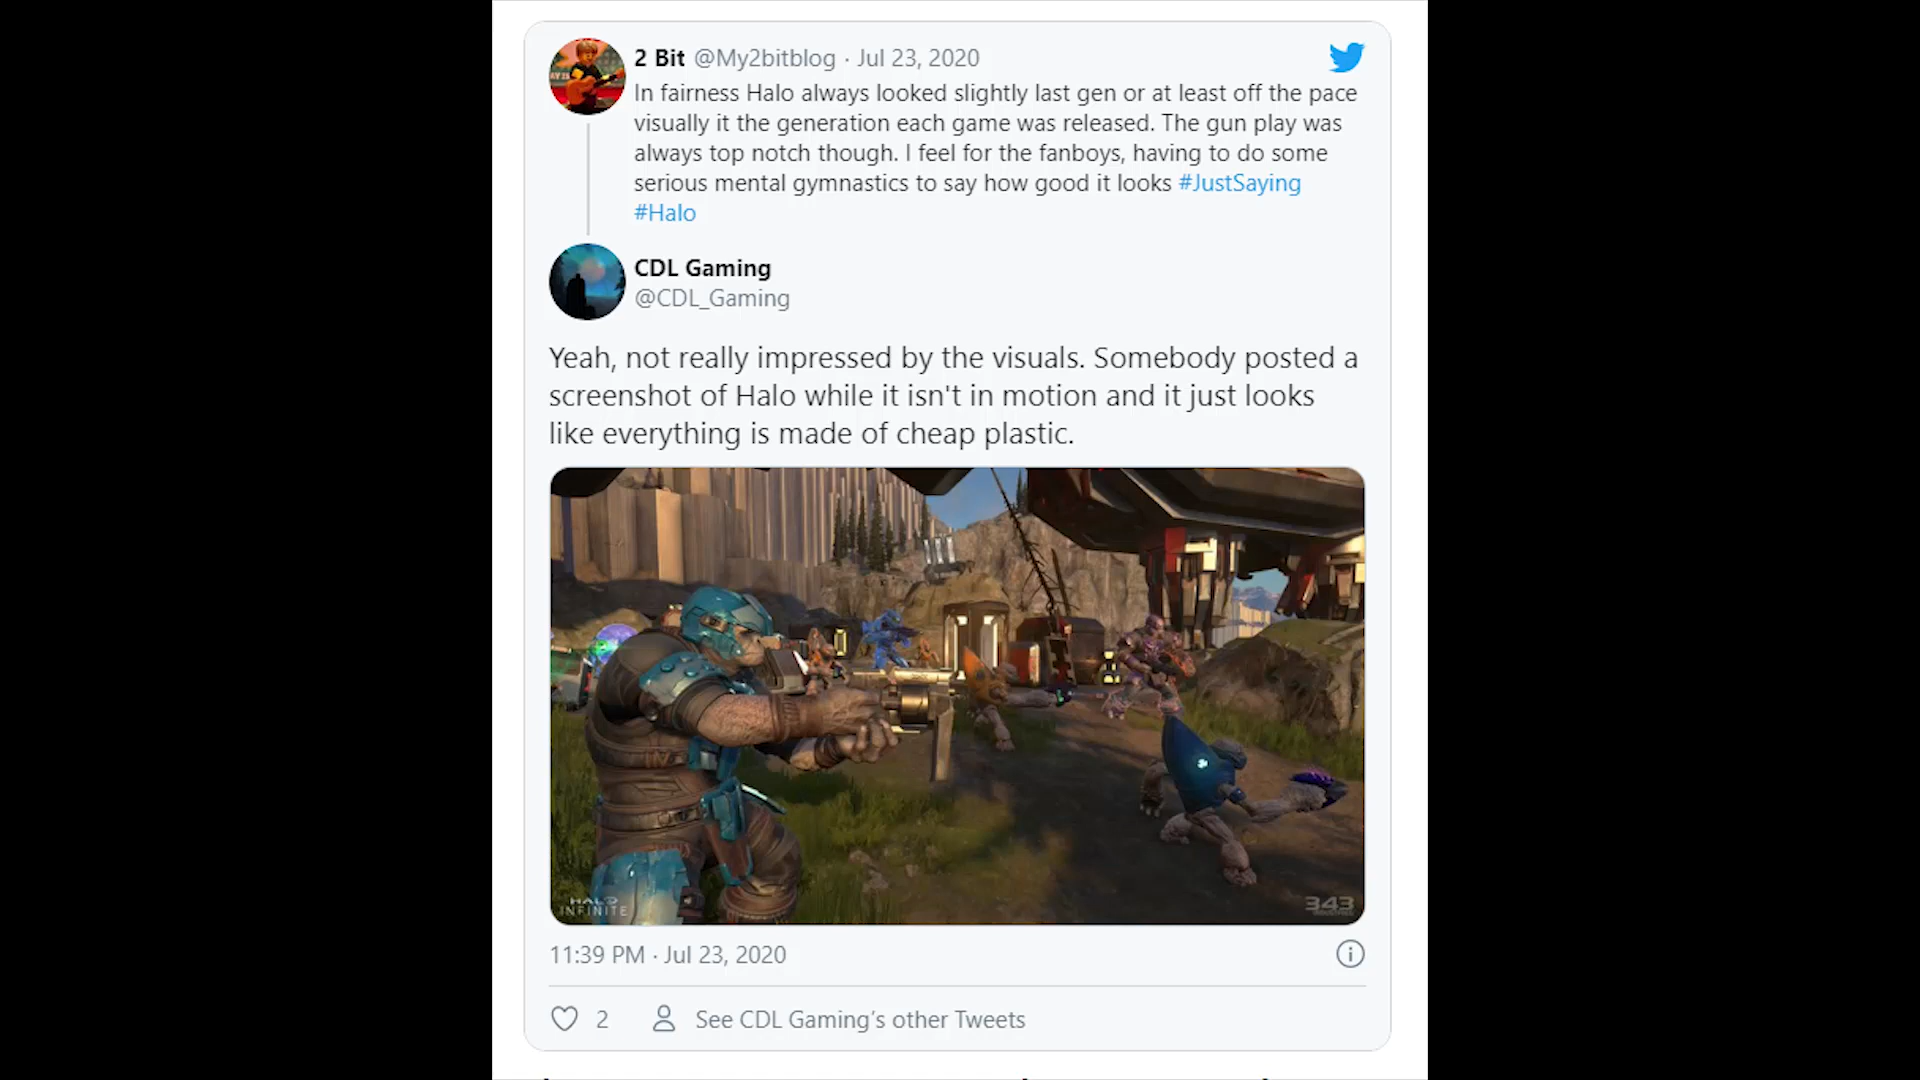 2 Bit @My2bitblog · Jul 23, 2020
In fairness Halo always looked slightly last gen or at least off the pace
visually it the generation each game was released. The gun play was
always top notch though. I feel for the fanboys, having to do some
serious mental gymnastics to say how good it looks #JustSaying
#Halo
CDL Gaming
@CDL_Gaming
Yeah, not really impressed by the visuals. Somebody posted a
screenshot of Halo while it isn't in motion and it just looks
like everything is made of cheap plastic.
HALO
INFINITE
343
INDUSTRIES
11:39 PM · Jul 23, 2020
2
See CDL Gaming's other Tweets